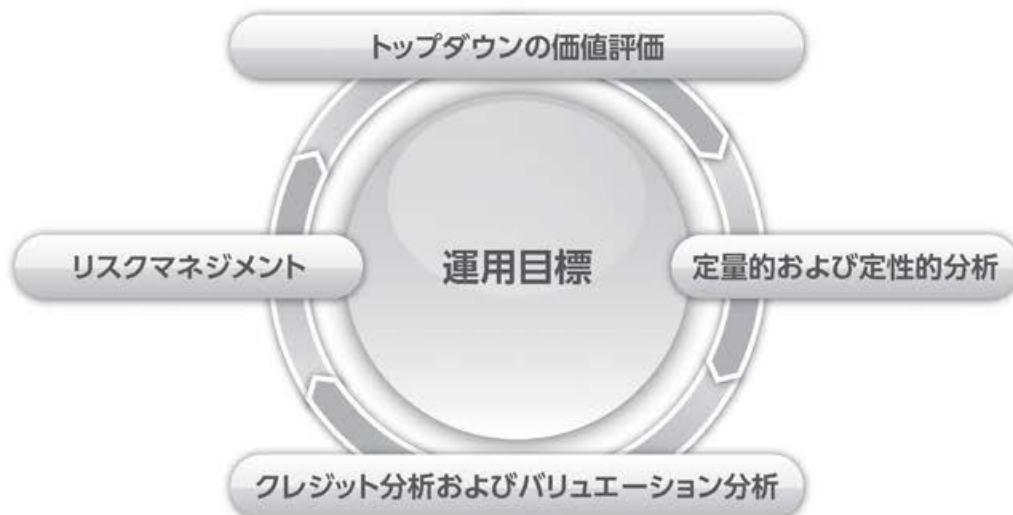 トップダウンの価値評価
リスクマネジメント
運用目標
定量的および定性的分析
クレジット分析およびバリュエーション分析